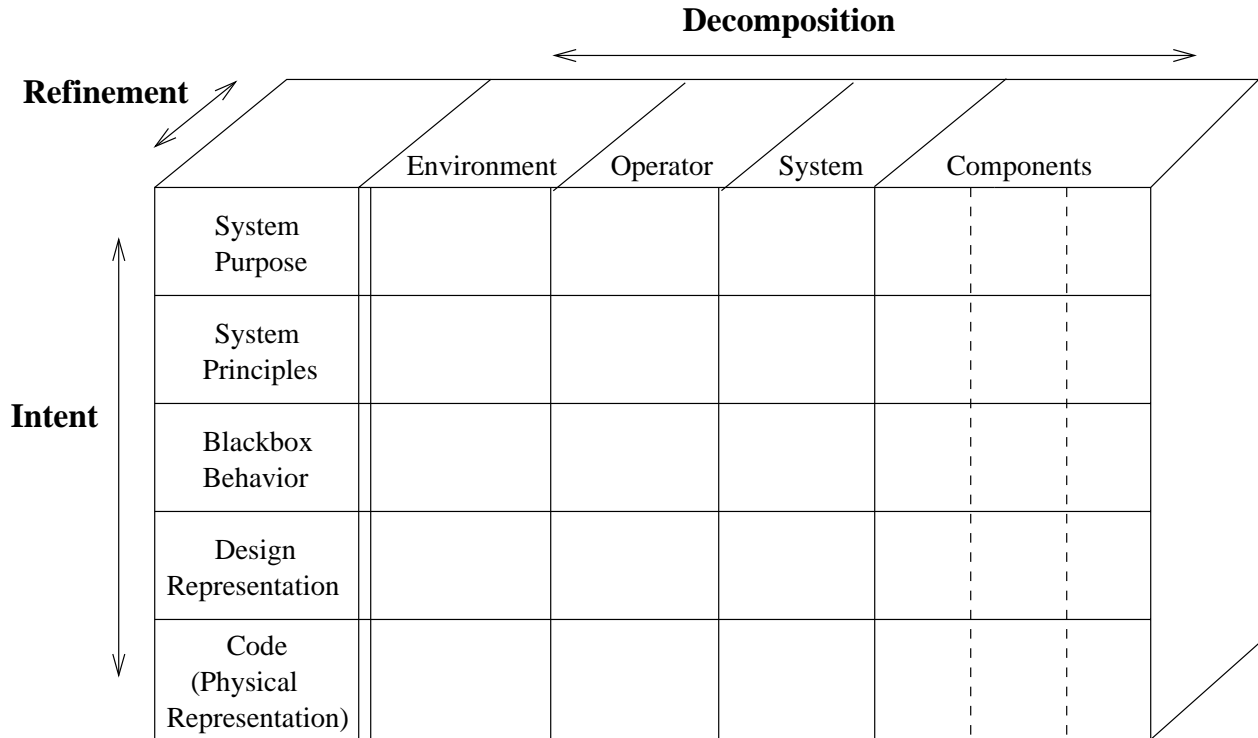 Decomposition
Refinement
Environment Operator System Components
System
Purpose
System
Principles
Intent
Blackbox
Behavior
Design
Representation
Code
(Physical
Representation)